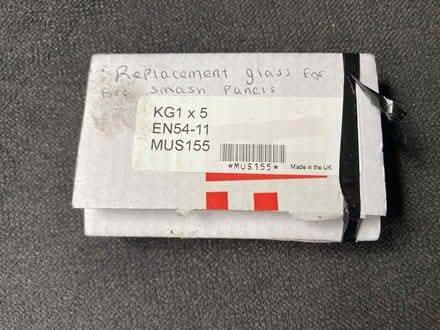 Replacement glass for
fire smash panels
KG1 x 5
EN54-11
MUS155
*MUS155*
Made in the UK